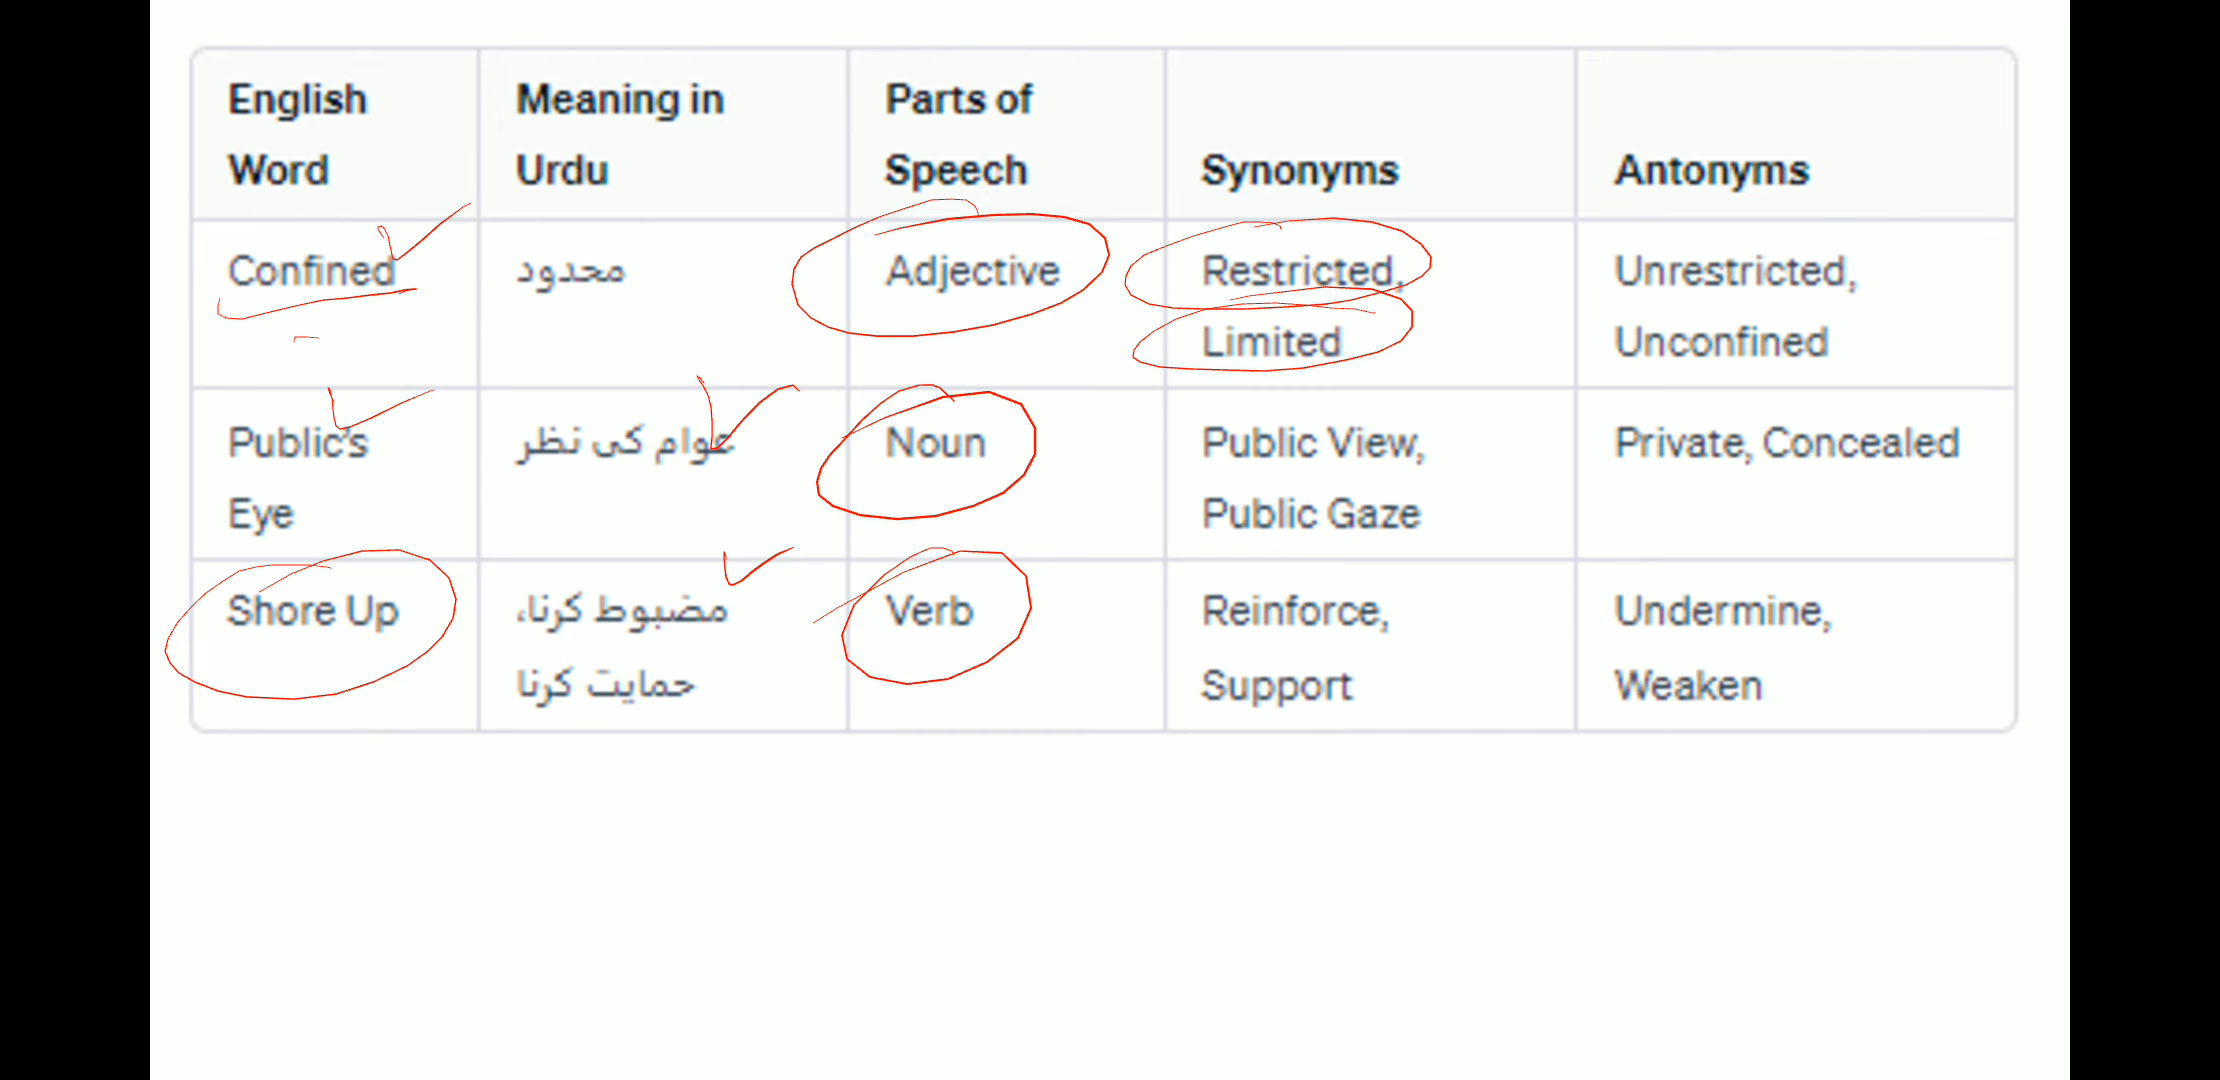 English Word
Meaning in Urdu
Parts of Speech
Synonyms
Antonyms
Confined
محدود
Adjective
Restricted,
Limited
Unrestricted,
Unconfined
Public's
Eye
عوام کی نظر
Noun
Public View,
Public Gaze
Private, Concealed
Shore Up
مضبوط کرنا،
حمایت کرنا
Verb
Reinforce,
Support
Undermine,
Weaken